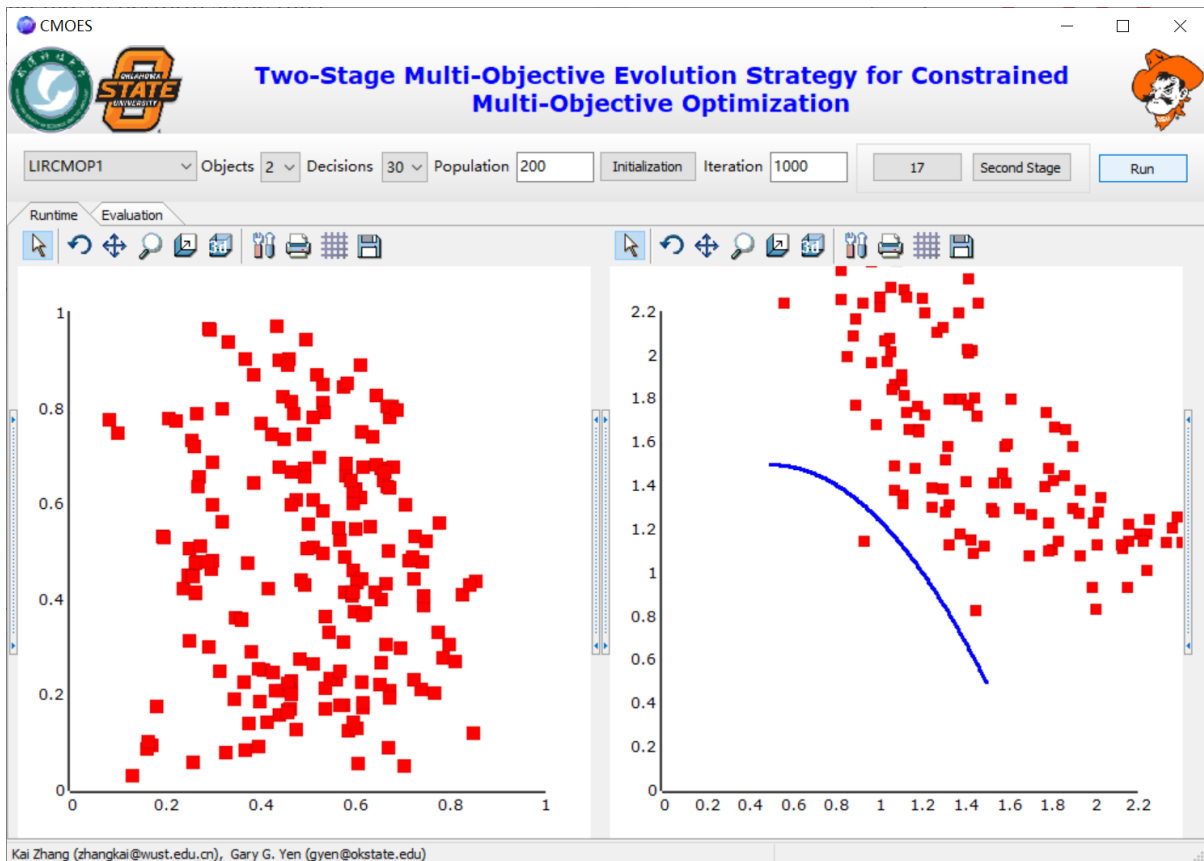 CMOES
Two-Stage Multi-Objective Evolution Strategy for Constrained
Multi-Objective Optimization
OKLAHOMA
STATE
UNIVERSITY
LIRCMOP1 Objects 2 Decisions 30 Population 200 Initialization Iteration 1000 17 Second Stage Run
Runtime Evaluation
1
0.8
0.6
0.4
0.2
0
0 0.2 0.4 0.6 0.8 1
2.2
2
1.8
1.6
1.4
1.2
1
0.8
0.6
0.4
0.2
0
0 0.2 0.4 0.6 0.8 1 1.2 1.4 1.6 1.8 2 2.2
Kai Zhang (zhangkai@wust.edu.cn), Gary G. Yen (gyen@okstate.edu)